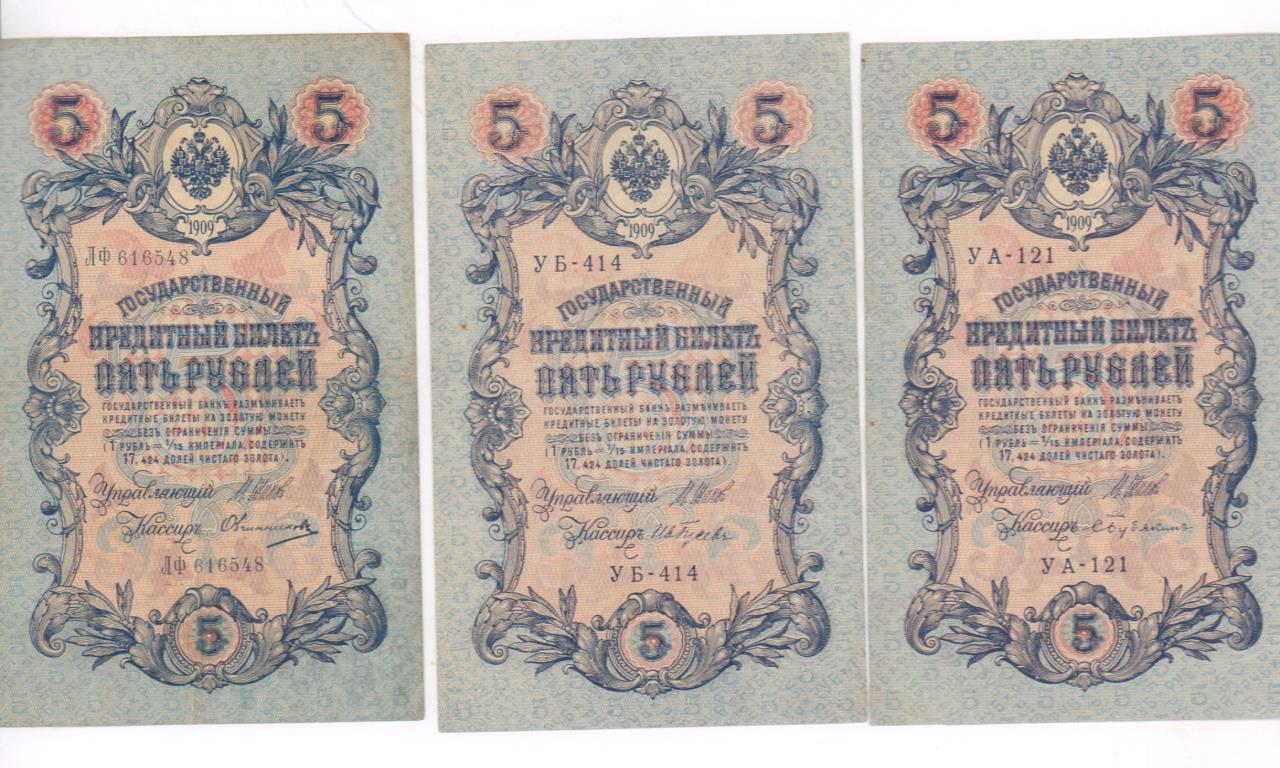 5 5
1909
ЛФ 616548
ГОСУДАРСТВЕННЫЙ
КРЕДИТНЫЙ БИЛЕТЪ
ПЯТЬ РУБЛЕЙ
ГОСУДАРСТВЕННЫЙ БАНКЪ РАЗМѢНИВАЕТЪ
КРЕДИТНЫЕ БИЛЕТЫ НА ЗОЛОТУЮ МОНЕТУ
БЕЗЪ ОГРАНИЧЕНІЯ СУММЫ
(1 РУБЛЬ = 1/15 ИМПЕРІАЛА, СОДЕРЖИТЪ
17,424 ДОЛЕЙ ЧИСТАГО ЗОЛОТА).
Управляющій
Кассиръ Овчинниковъ
ЛФ 616548
5
5 5
1909
УБ-414
ГОСУДАРСТВЕННЫЙ
КРЕДИТНЫЙ БИЛЕТЪ
ПЯТЬ РУБЛЕЙ
ГОСУДАРСТВЕННЫЙ БАНКЪ РАЗМѢНИВАЕТЪ
КРЕДИТНЫЕ БИЛЕТЫ НА ЗОЛОТУЮ МОНЕТУ
БЕЗЪ ОГРАНИЧЕНІЯ СУММЫ
(1 РУБЛЬ = 1/15 ИМПЕРІАЛА, СОДЕРЖИТЪ
17,424 ДОЛЕЙ ЧИСТАГО ЗОЛОТА).
Управляющій
Кассиръ Ив Гусевъ
УБ-414
5
5 5
1909
УА-121
ГОСУДАРСТВЕННЫЙ
КРЕДИТНЫЙ БИЛЕТЪ
ПЯТЬ РУБЛЕЙ
ГОСУДАРСТВЕННЫЙ БАНКЪ РАЗМѢНИВАЕТЪ
КРЕДИТНЫЕ БИЛЕТЫ НА ЗОЛОТУЮ МОНЕТУ
БЕЗЪ ОГРАНИЧЕНІЯ СУММЫ
(1 РУБЛЬ = 1/15 ИМПЕРІАЛА, СОДЕРЖИТЪ
17,424 ДОЛЕЙ ЧИСТАГО ЗОЛОТА).
Управляющій
Кассиръ С Бубякинъ
УА-121
5